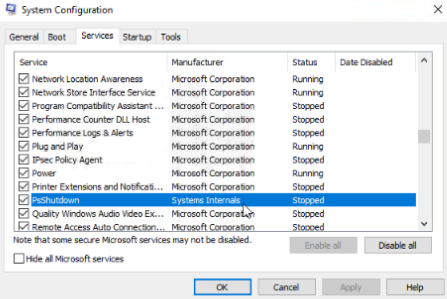 System Configuration
General Boot Services Startup Tools
Service Manufacturer Status Date Disabled
Network Location Awareness Microsoft Corporation Running
Network Store Interface Service Microsoft Corporation Running
Program Compatibility Assistant ... Microsoft Corporation Stopped
Performance Counter DLL Host Microsoft Corporation Stopped
Performance Logs & Alerts Microsoft Corporation Stopped
Plug and Play Microsoft Corporation Running
IPsec Policy Agent Microsoft Corporation Stopped
Power Microsoft Corporation Running
Printer Extensions and Notificati... Microsoft Corporation Stopped
PsShutdown Systems Internals Stopped
Quality Windows Audio Video Ex... Microsoft Corporation Stopped
Remote Access Auto Connection... Microsoft Corporation Stopped
Note that some secure Microsoft services may not be disabled.
Enable all Disable all
Hide all Microsoft services
OK Cancel Apply Help